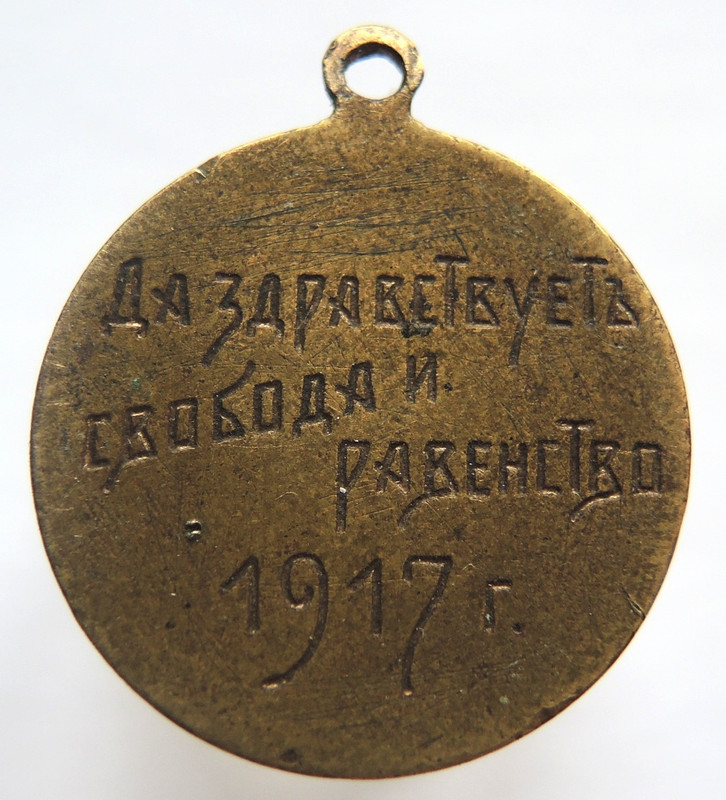 Да здравствуетъ
свобода и
равенство
1917 г.